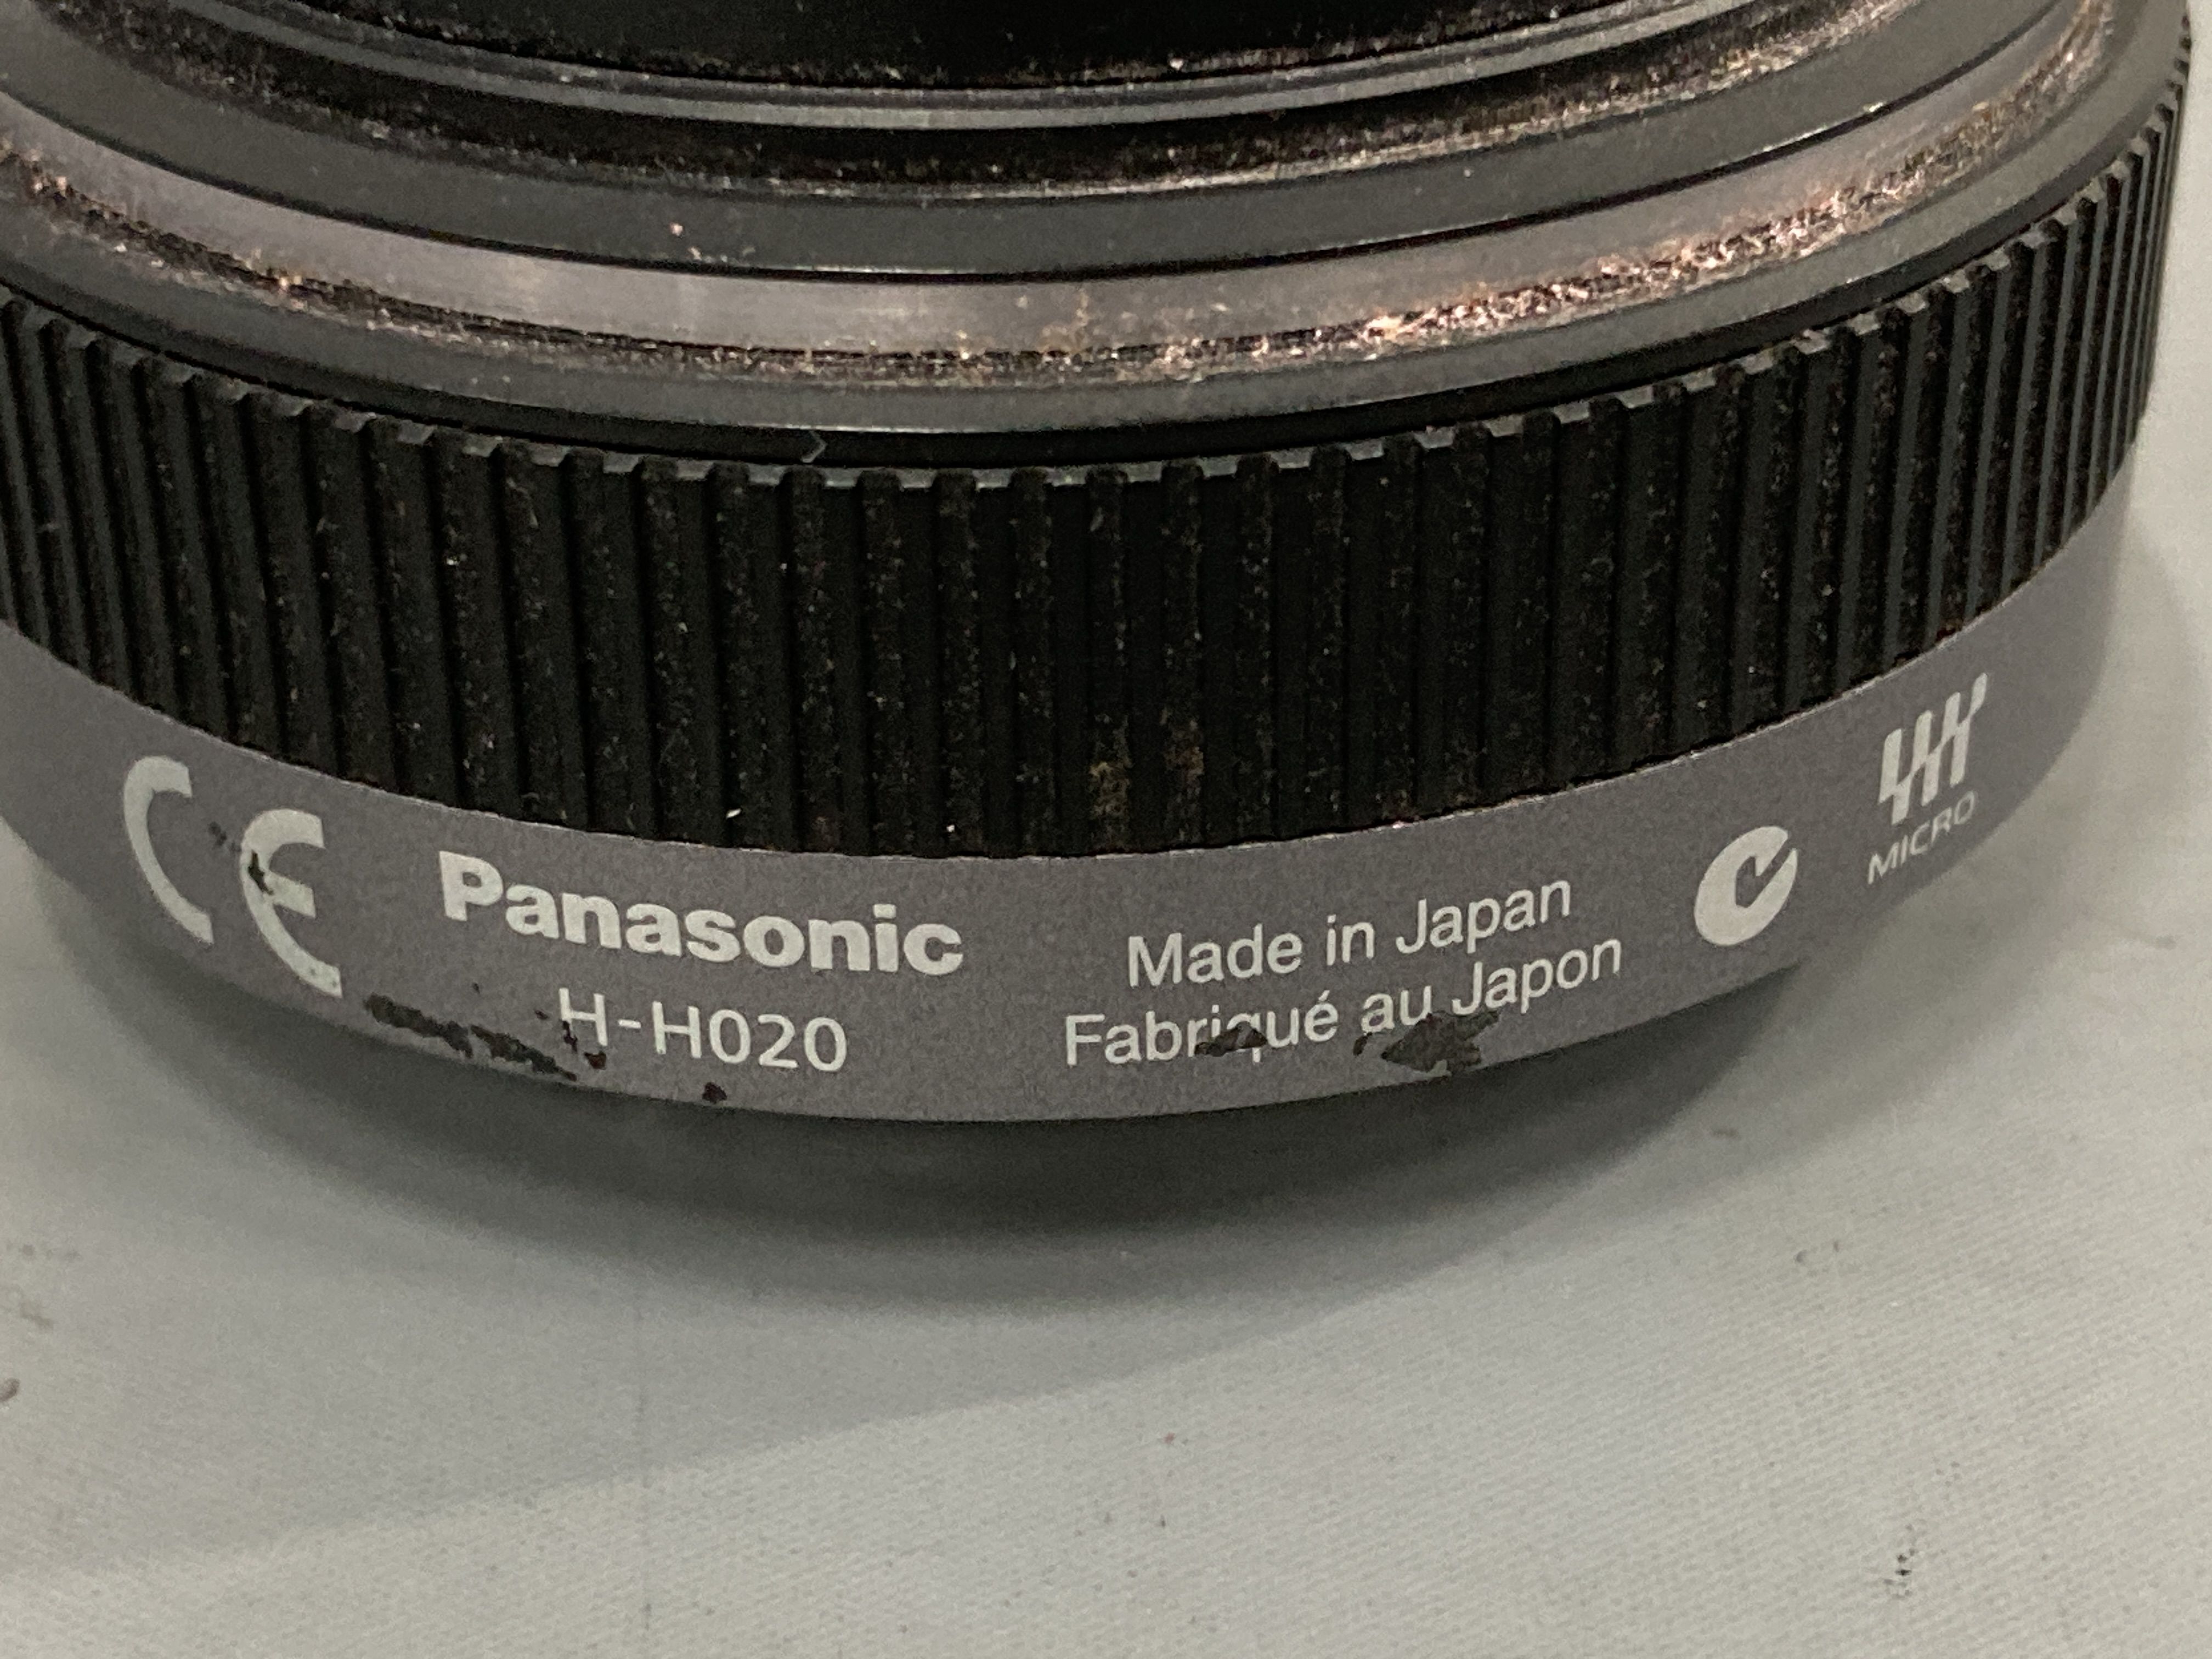 CE
Panasonic
H-H020
Made in Japan
Fabriqué au Japon
MICRO